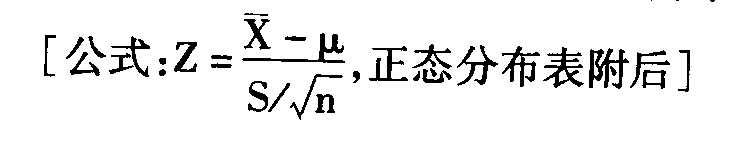 [公式:Z = (X̄ − μ) / (S/√n),正态分布表附后]